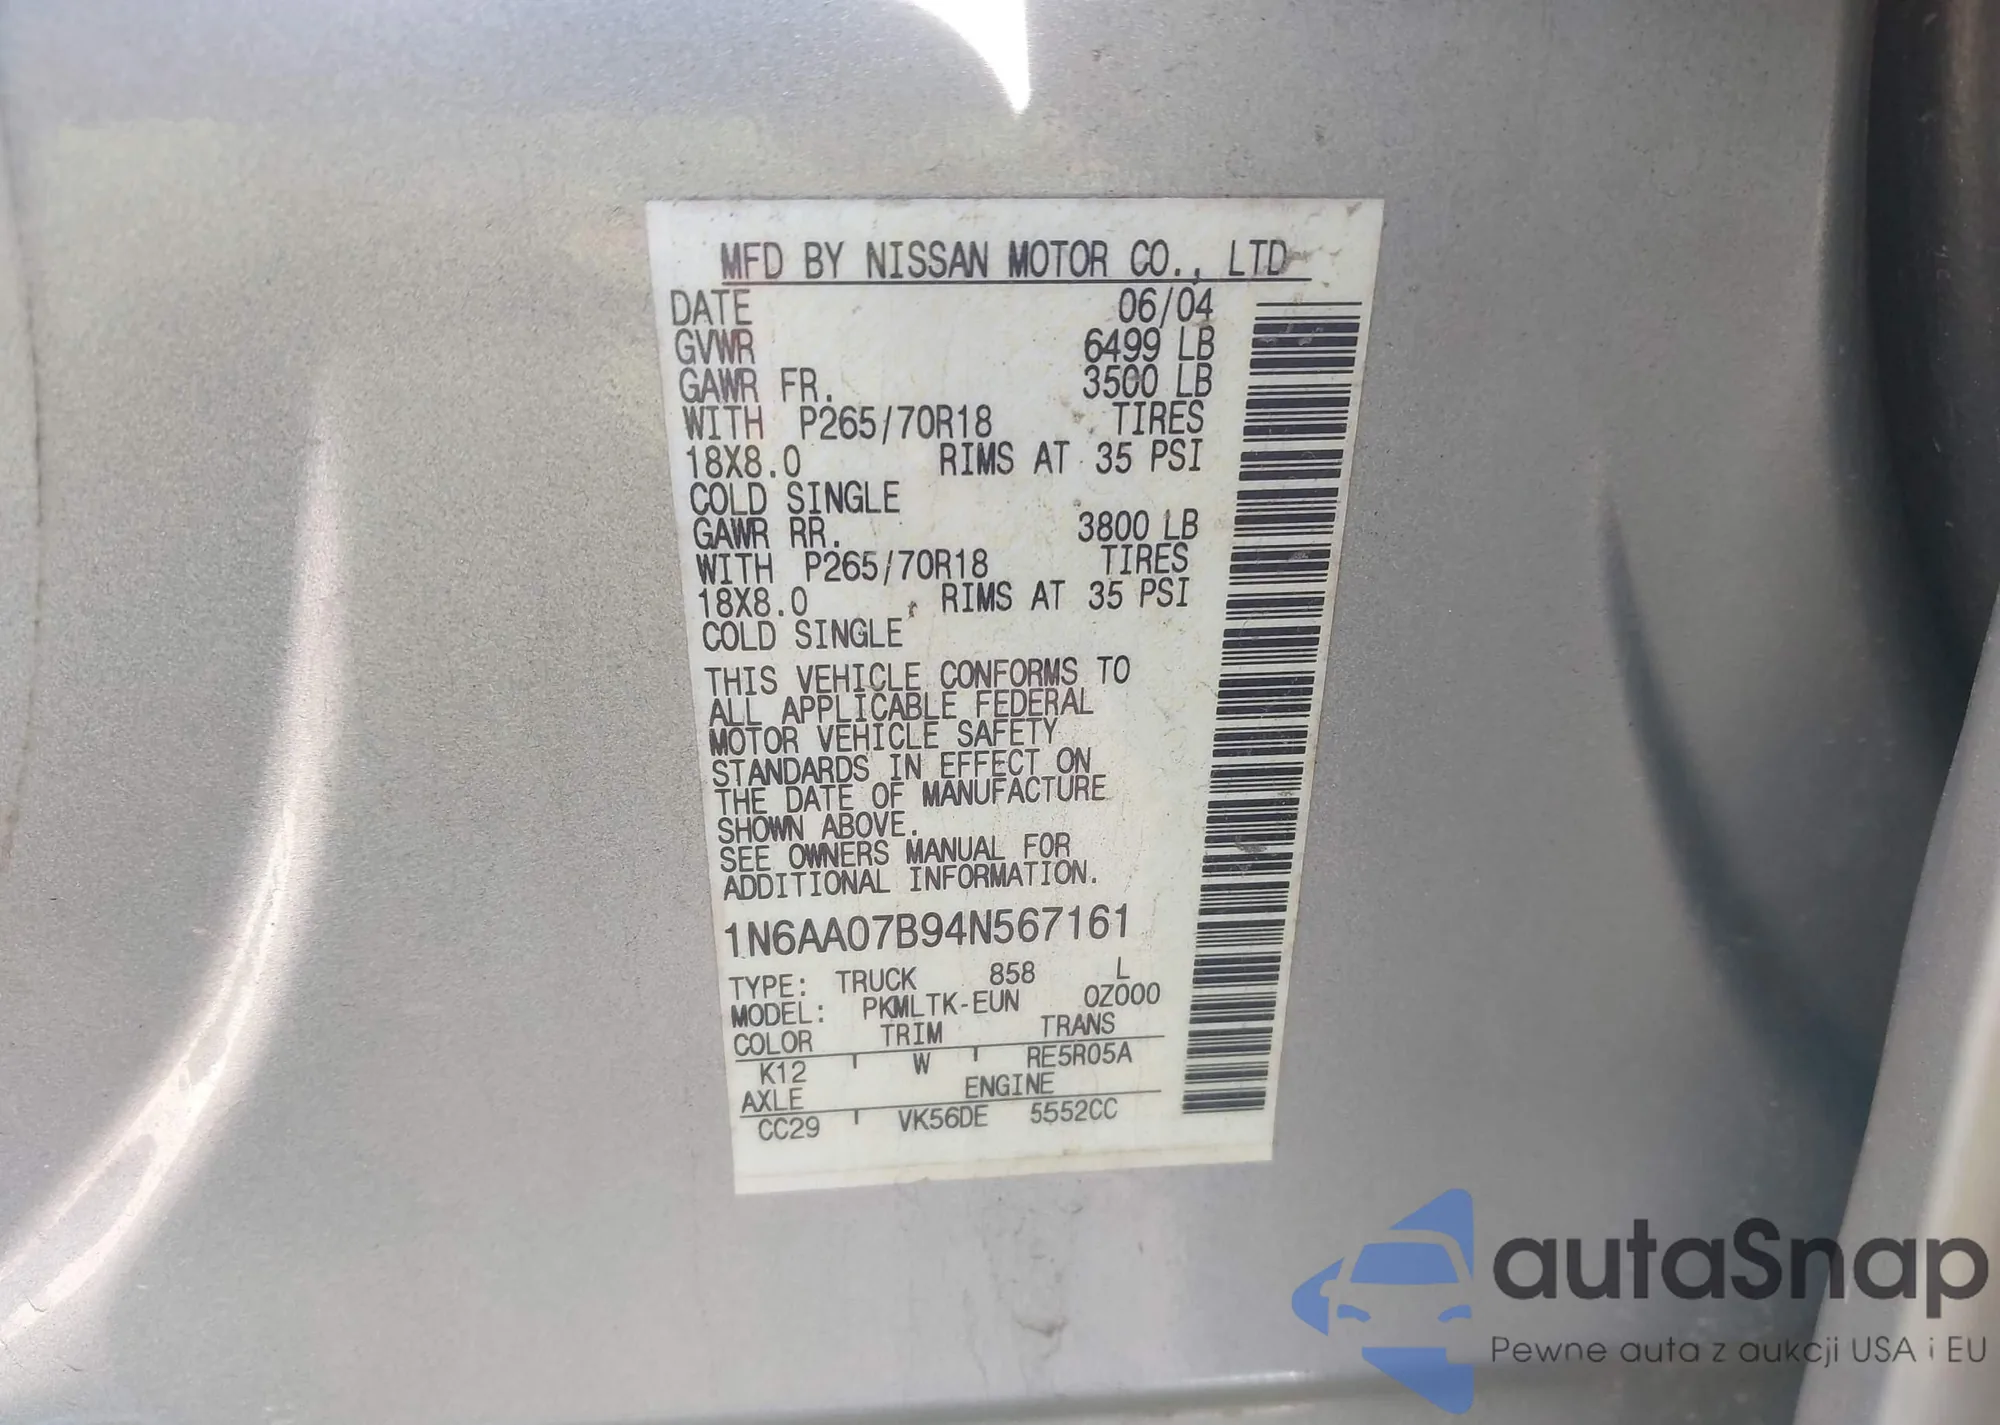 MFD BY NISSAN MOTOR CO., LTD
DATE 06/04
GVWR 6499 LB
GAWR FR. 3500 LB
WITH P265/70R18 TIRES
18X8.0 RIMS AT 35 PSI
COLD SINGLE
GAWR RR. 3800 LB
WITH P265/70R18 TIRES
18X8.0 RIMS AT 35 PSI
COLD SINGLE
THIS VEHICLE CONFORMS TO
ALL APPLICABLE FEDERAL
MOTOR VEHICLE SAFETY
STANDARDS IN EFFECT ON
THE DATE OF MANUFACTURE
SHOWN ABOVE.
SEE OWNERS MANUAL FOR
ADDITIONAL INFORMATION.
1N6AA07B94N567161
TYPE: TRUCK 858 L
MODEL: PKMLTK-EUN 0Z000
COLOR TRIM TRANS
K12 W RE5R05A
AXLE ENGINE
CC29 VK56DE 5552CC
autaSnap
Pewne auta z aukcji USA i EU